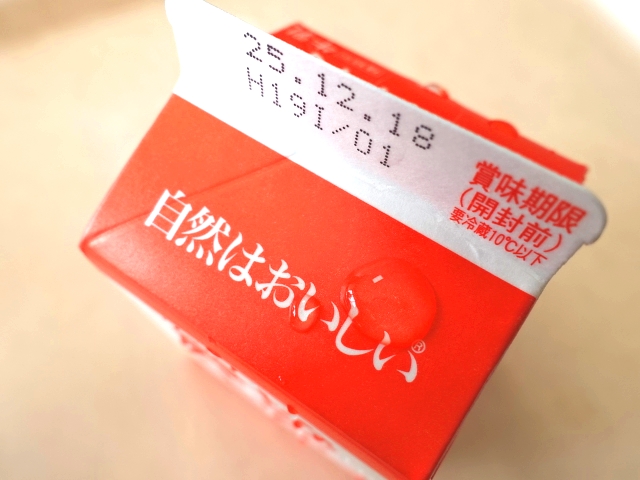 25.12.18
H19I/01
賞味期限
(開封前)
要冷蔵10℃以下
自然はおいしい®